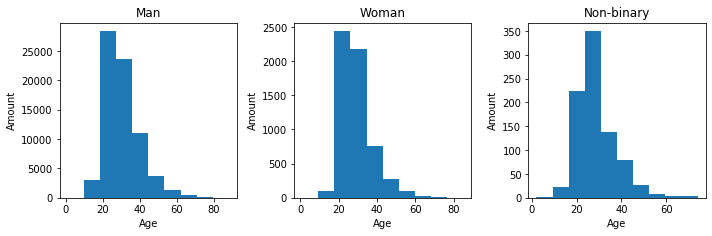 Man
Amount
25000
20000
15000
10000
5000
0
0 20 40 60 80
Age
Woman
Amount
2500
2000
1500
1000
500
0
0 20 40 60 80
Age
Non-binary
Amount
350
300
250
200
150
100
50
0
0 20 40 60
Age